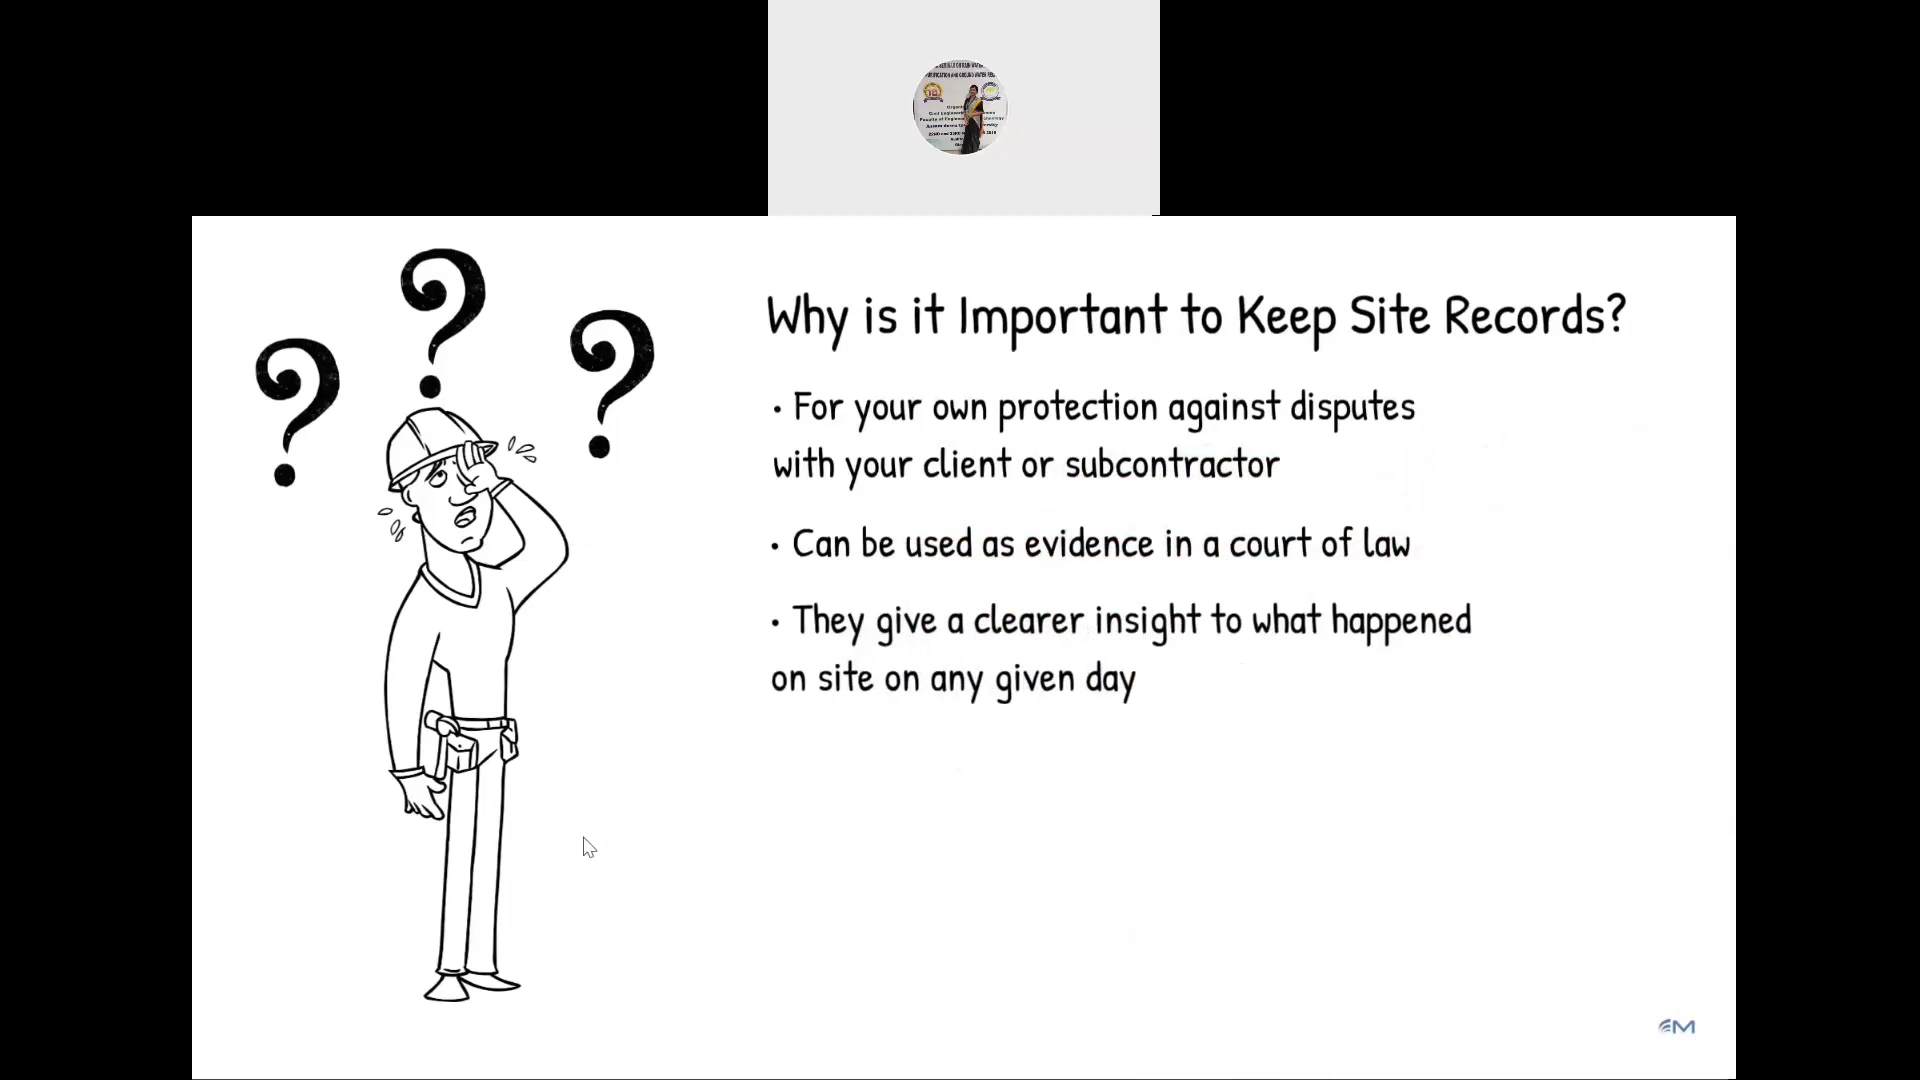 Why is it Important to Keep Site Records?
• For your own protection against disputes
with your client or subcontractor
• Can be used as evidence in a court of law
• They give a clearer insight to what happened
on site on any given day